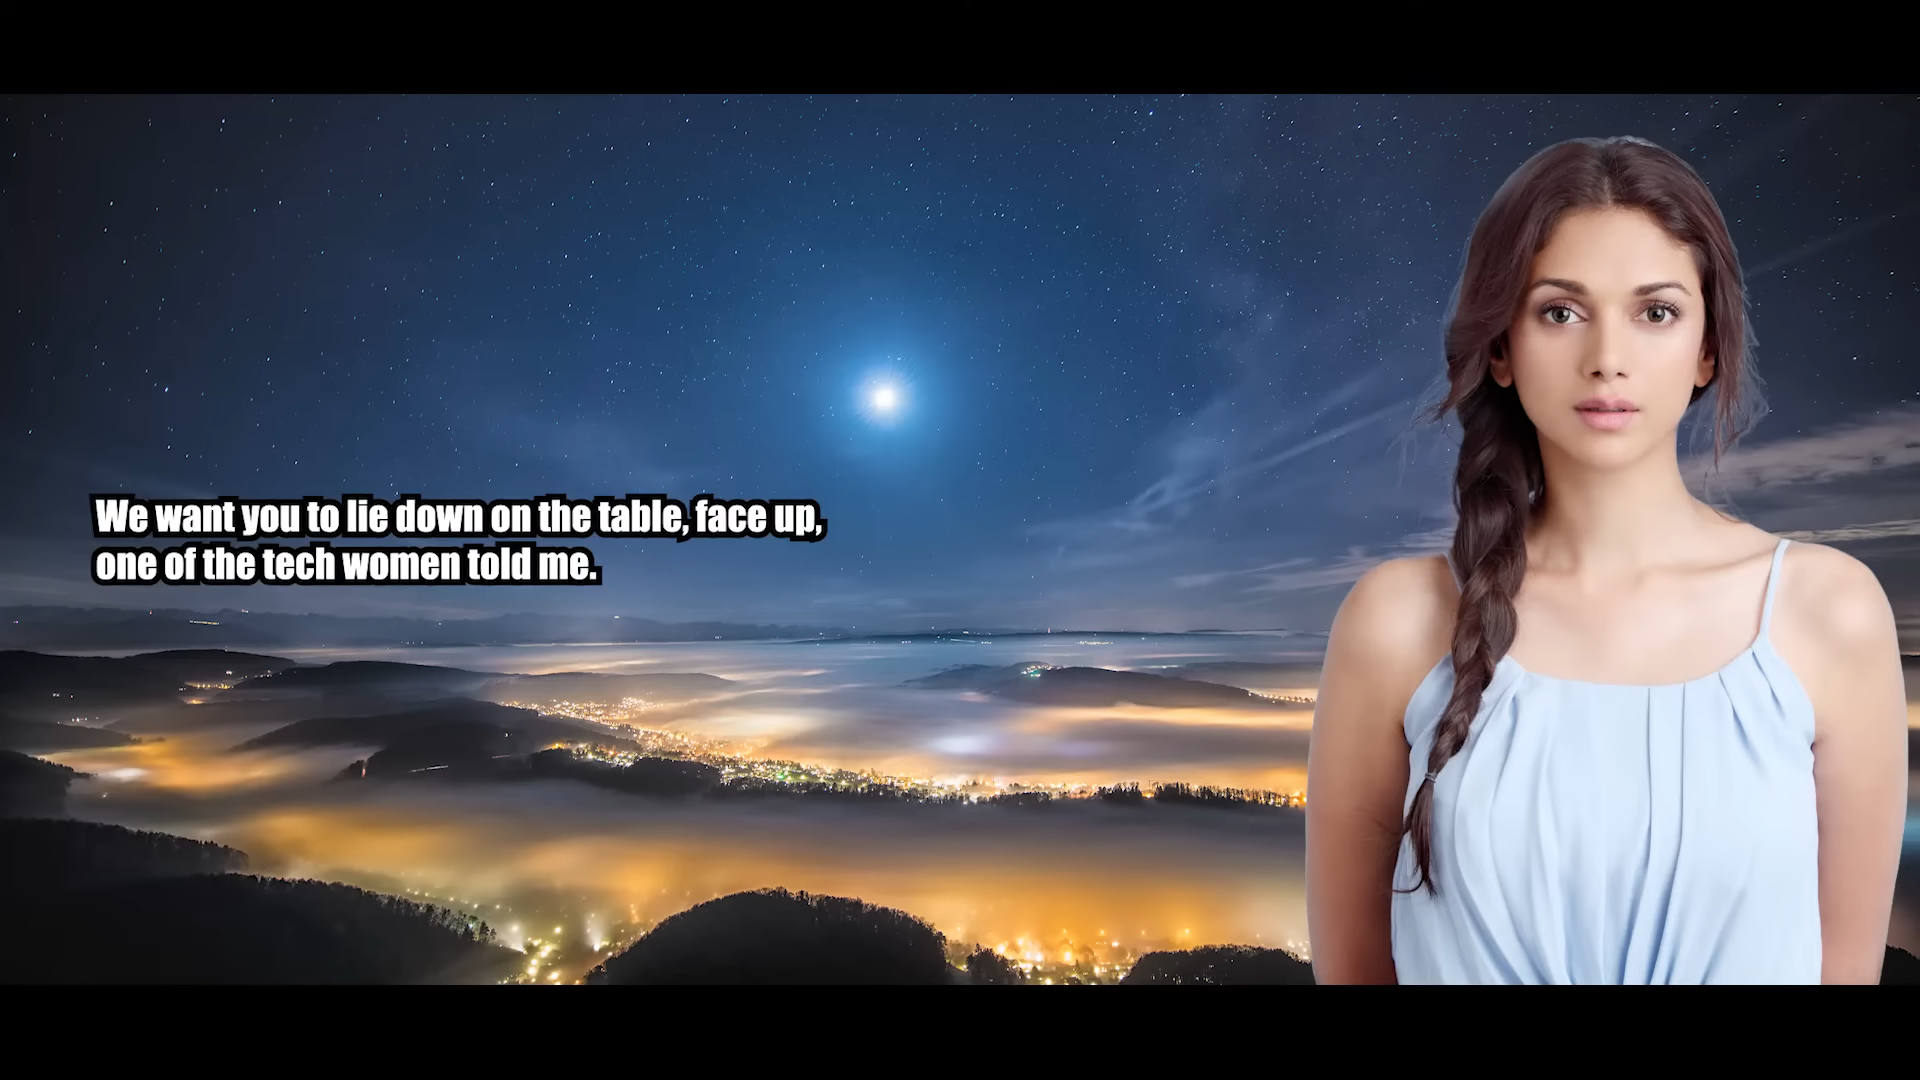 We want you to lie down on the table, face up,
one of the tech women told me.